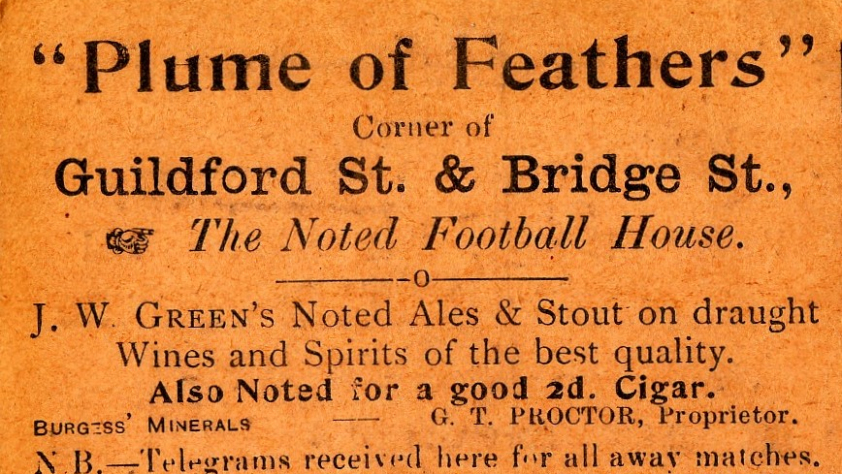 “Plume of Feathers”
Corner of
Guildford St. & Bridge St.,
The Noted Football House.
J. W. GREEN'S Noted Ales & Stout on draught
Wines and Spirits of the best quality.
Also Noted for a good 2d. Cigar.
BURGESS' MINERALS — G. T. PROCTOR, Proprietor.
N.B.—Telegrams received here for all away matches.